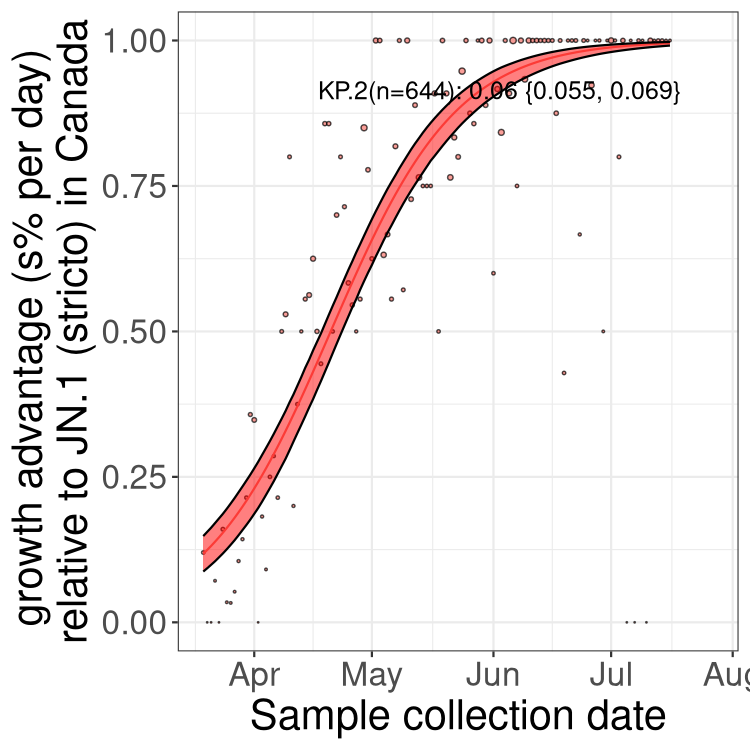 growth advantage (s% per day)
relative to JN.1 (stricto) in Canada
1.00
0.75
0.50
0.25
0.00
KP.2(n=644): 0.06 {0.055, 0.069}
Apr
May
Jun
Jul
Aug
Sample collection date